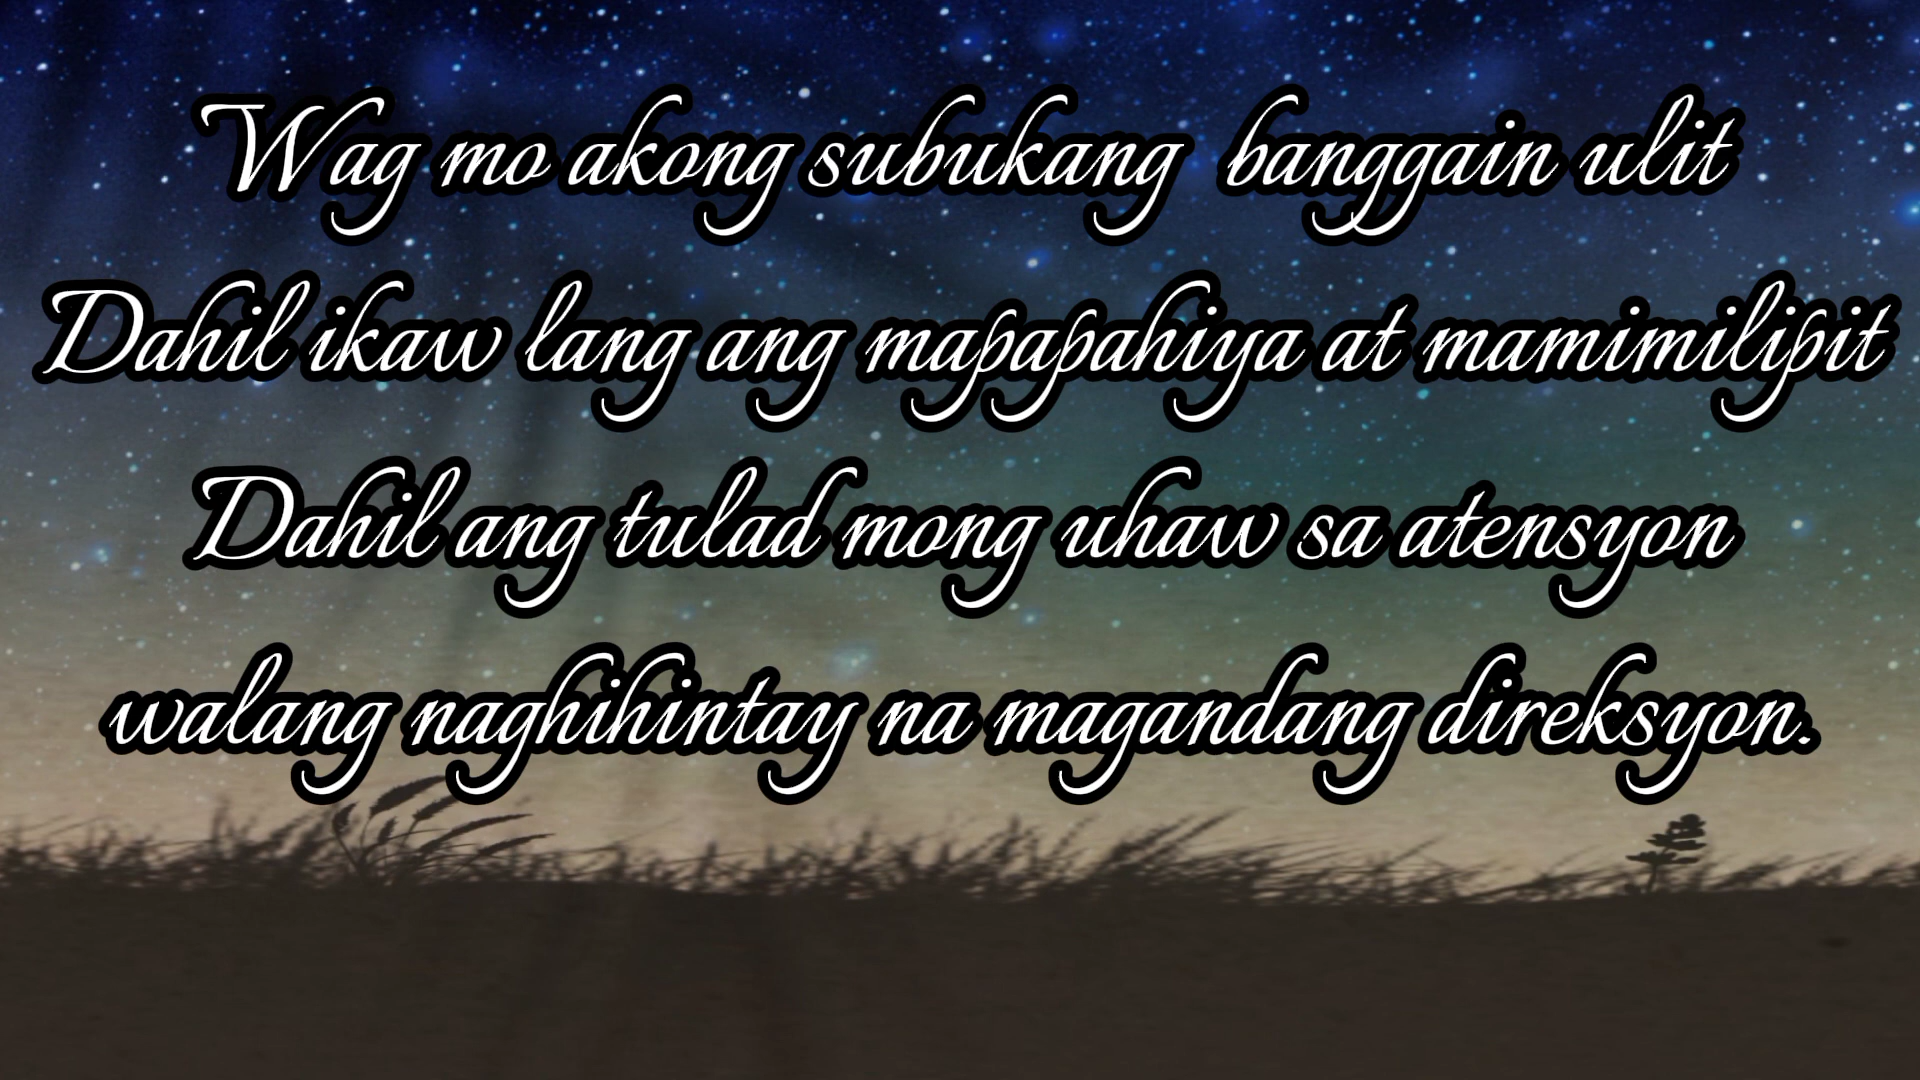 Wag mo akong subukang banggain ulit
Dahil ikaw lang ang mapapahiya at mamimilipit
Dahil ang tulad mong uhaw sa atensyon
walang naghihintay na magandang direksyon.